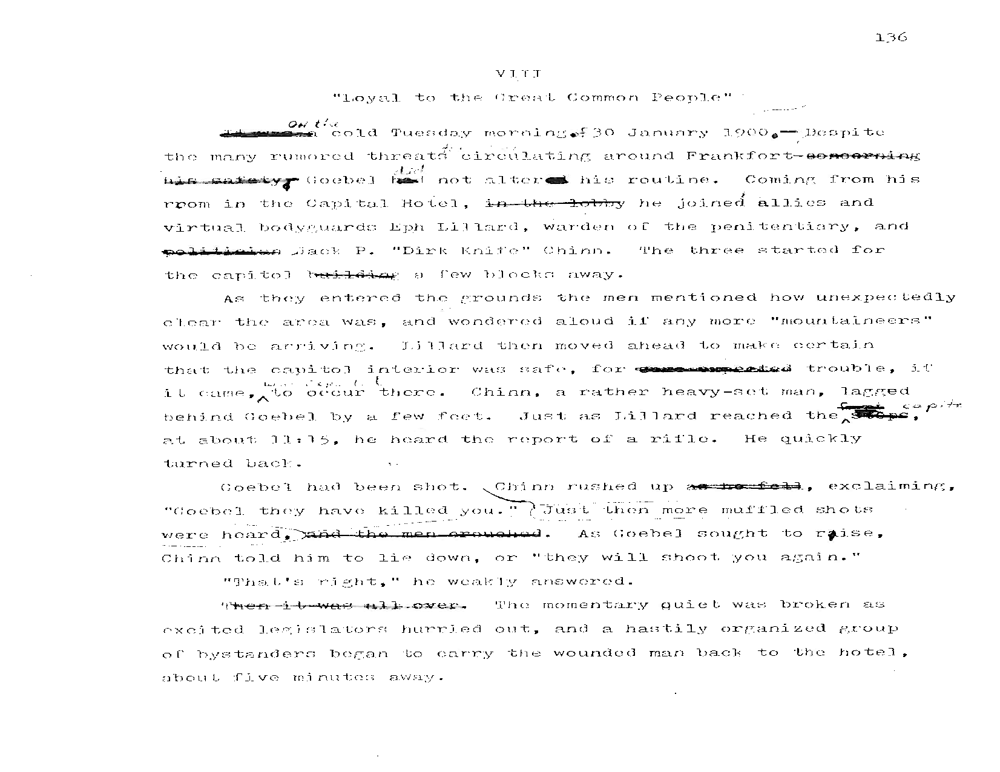 136
VIII
"Loyal to the Great Common People"
On the
cold Tuesday morning of 30 January 1900.— Despite
the many rumored threats circulating around Frankfort- concerning
did
his safety, Goebel had not altered his routine. Coming from his
rrom in the Capital Hotel, in the lobby he joined allies and
virtual bodyguards Eph Lillard, warden of the penitentiary, and
politician Jack P. "Dirk Knife" Chinn. The three started for
the capitol building a few blocks away.
As they entered the grounds the men mentioned how unexpectedly
clear the area was, and wondered aloud if any more "mountaineers"
would be arriving. Lillard then moved ahead to make certain
that the capitol interior was safe, for trouble, if
it came, to occur there. Chinn, a rather heavy-set man, lagged
behind Goebel by a few feet. Just as Lillard reached the steps,
at about 11:15, he heard the report of a rifle. He quickly
turned back.
Goebel had been shot. Chinn rushed up as he fell, exclaiming,
"Goebel they have killed you." Just then more muffled shots
were heard, and the men crouched. As Goebel sought to raise,
Chinn told him to lie down, or "they will shoot you again."
"That's right," he weakly answered.
Then it was all over. The momentary quiet was broken as
excited legislators hurried out, and a hastily organized group
of bystanders began to carry the wounded man back to the hotel,
about five minutes away.